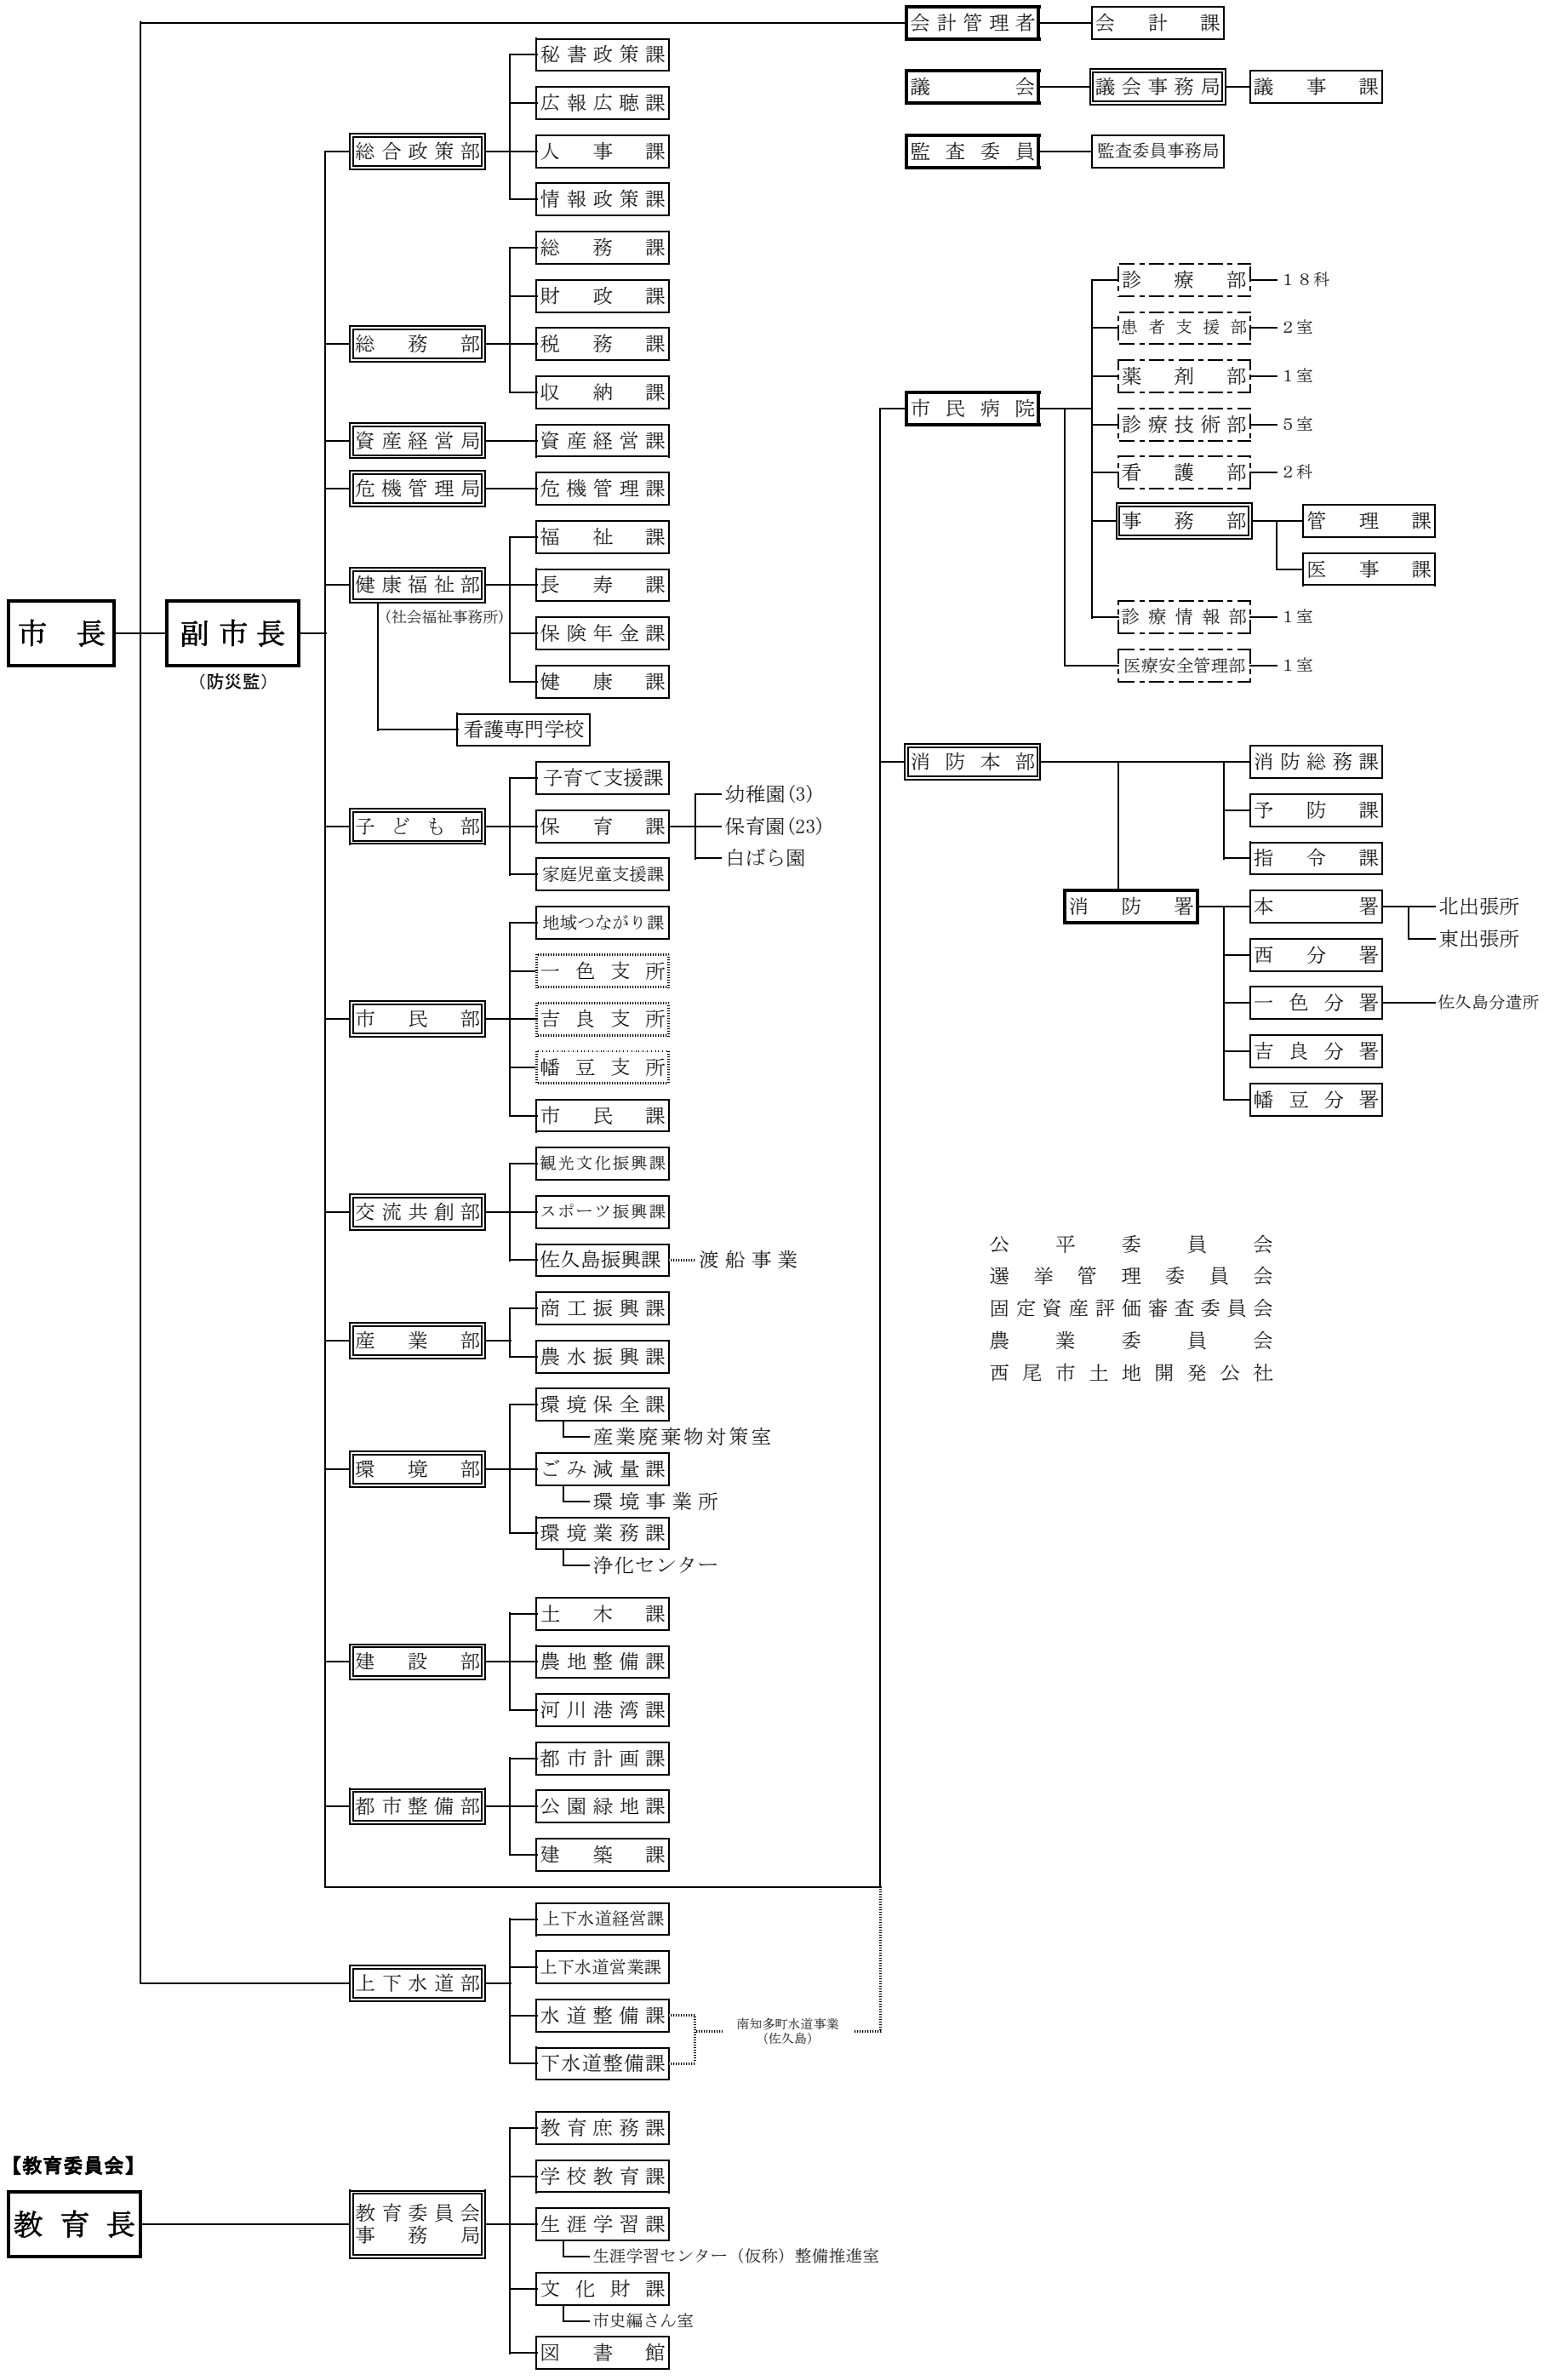 会計管理者
会計課
秘書政策課
議会
議会事務局
議事課
広報広聴課
総合政策部
人事課
監査委員
監査委員事務局
情報政策課
総務課
財政課
総務部
税務課
収納課
資産経営局
資産経営課
危機管理局
危機管理課
福祉課
健康福祉部
長寿課
(社会福祉事務所)
保険年金課
健康課
看護専門学校
市長
副市長
(防災監)
子育て支援課
子ども部
保育課
家庭児童支援課
幼稚園(3)
保育園(23)
白ばら園
地域つながり課
一色支所
市民部
吉良支所
幡豆支所
市民課
観光文化振興課
交流共創部
スポーツ振興課
佐久島振興課
渡船事業
商工振興課
産業部
農水振興課
環境保全課
産業廃棄物対策室
環境部
ごみ減量課
環境事業所
環境業務課
浄化センター
土木課
建設部
農地整備課
河川港湾課
都市計画課
都市整備部
公園緑地課
建築課
診療部
18科
患者支援部
2室
薬剤部
1室
市民病院
診療技術部
5室
看護部
2科
事務部
管理課
医事課
診療情報部
1室
医療安全管理部
1室
消防本部
消防総務課
予防課
指令課
消防署
本署
北出張所
東出張所
西分署
一色分署
佐久島分遣所
吉良分署
幡豆分署
公平委員会
選挙管理委員会
固定資産評価審査委員会
農業委員会
西尾市土地開発公社
上下水道経営課
上下水道営業課
上下水道部
水道整備課
下水道整備課
南知多町水道事業
(佐久島)
【教育委員会】
教育長
教育委員会
事務局
教育庶務課
学校教育課
生涯学習課
生涯学習センター(仮称)整備推進室
文化財課
市史編さん室
図書館